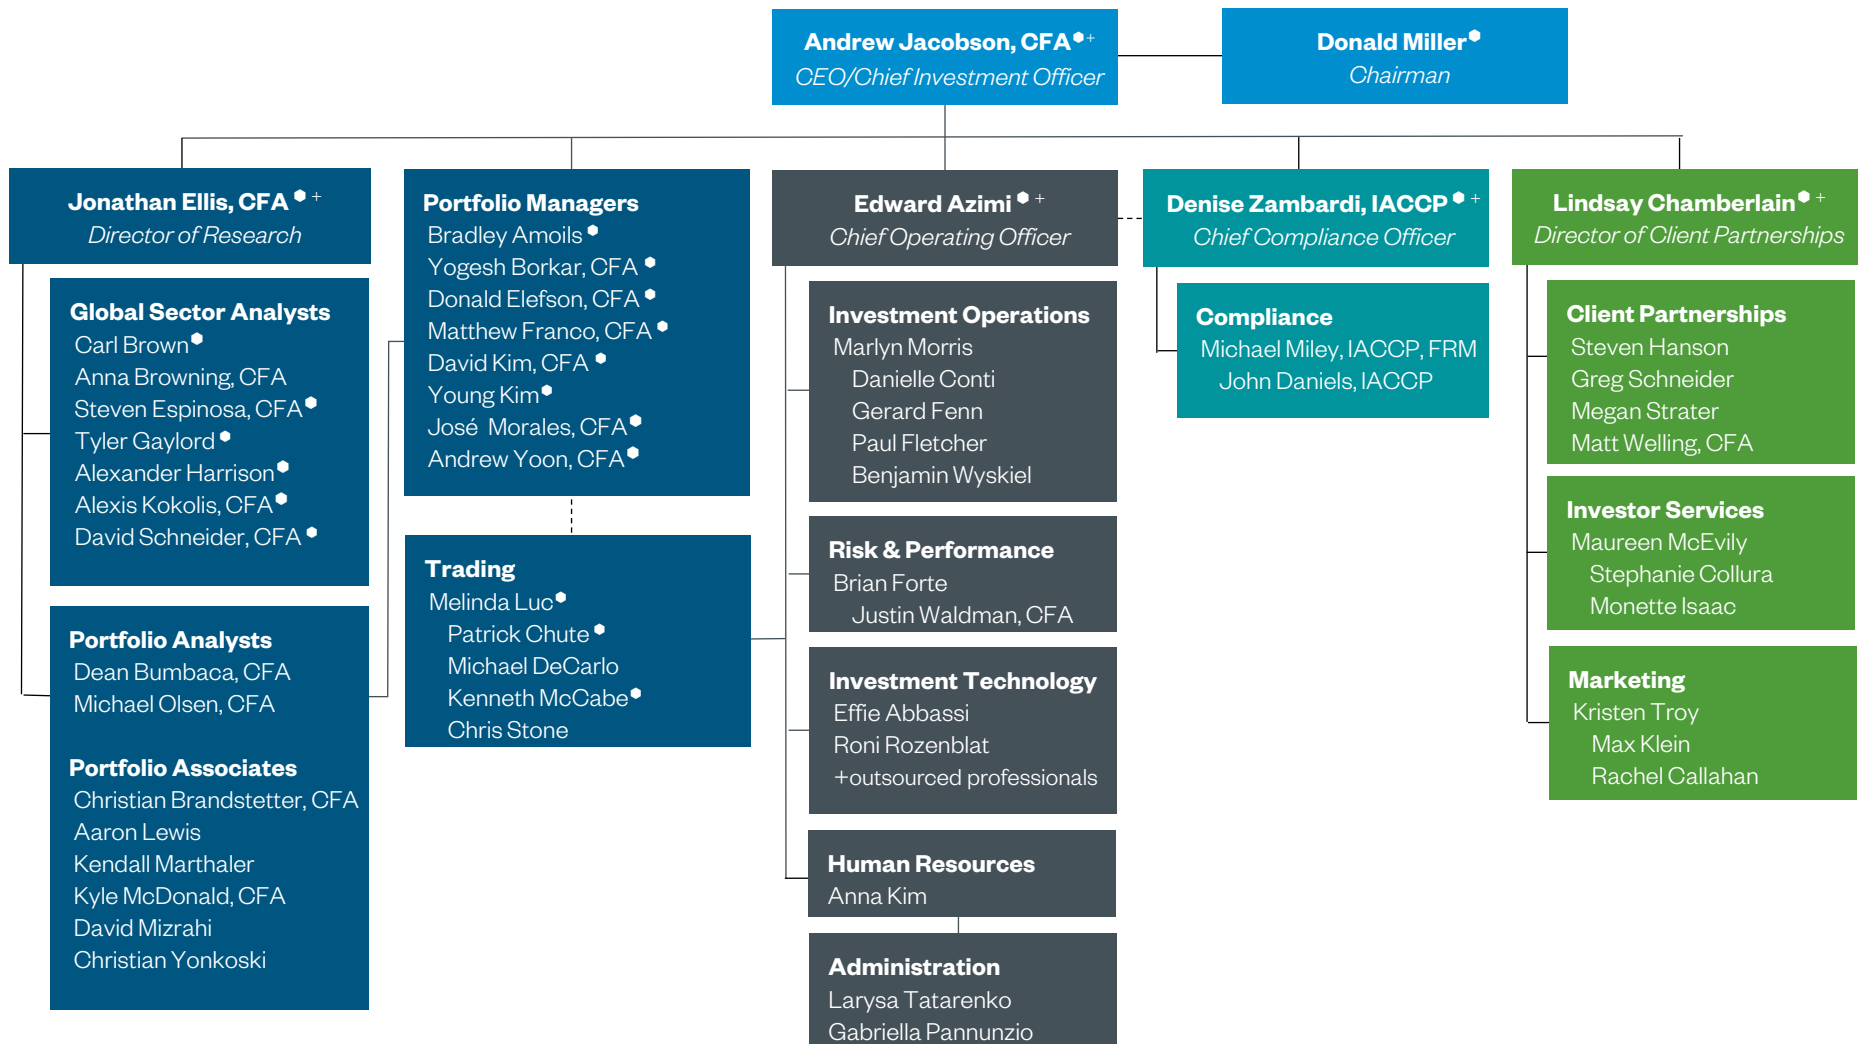 Andrew Jacobson, CFA⬢+
CEO/Chief Investment Officer
Donald Miller⬢
Chairman
Jonathan Ellis, CFA ⬢ +
Director of Research
Global Sector Analysts
Carl Brown⬢
Anna Browning, CFA
Steven Espinosa, CFA⬢
Tyler Gaylord ⬢
Alexander Harrison⬢
Alexis Kokolis, CFA⬢
David Schneider, CFA ⬢
Portfolio Analysts
Dean Bumbaca, CFA
Michael Olsen, CFA
Portfolio Associates
Christian Brandstetter, CFA
Aaron Lewis
Kendall Marthaler
Kyle McDonald, CFA
David Mizrahi
Christian Yonkoski
Portfolio Managers
Bradley Amoils ⬢
Yogesh Borkar, CFA ⬢
Donald Elefson, CFA ⬢
Matthew Franco, CFA ⬢
David Kim, CFA ⬢
Young Kim⬢
José Morales, CFA⬢
Andrew Yoon, CFA⬢
Trading
Melinda Luc⬢
Patrick Chute ⬢
Michael DeCarlo
Kenneth McCabe⬢
Chris Stone
Edward Azimi ⬢ +
Chief Operating Officer
Investment Operations
Marlyn Morris
Danielle Conti
Gerard Fenn
Paul Fletcher
Benjamin Wyskiel
Risk & Performance
Brian Forte
Justin Waldman, CFA
Investment Technology
Effie Abbassi
Roni Rozenblat
+outsourced professionals
Human Resources
Anna Kim
Administration
Larysa Tatarenko
Gabriella Pannunzio
Denise Zambardi, IACCP ⬢ +
Chief Compliance Officer
Compliance
Michael Miley, IACCP, FRM
John Daniels, IACCP
Lindsay Chamberlain⬢ +
Director of Client Partnerships
Client Partnerships
Steven Hanson
Greg Schneider
Megan Strater
Matt Welling, CFA
Investor Services
Maureen McEvily
Stephanie Collura
Monette Isaac
Marketing
Kristen Troy
Max Klein
Rachel Callahan